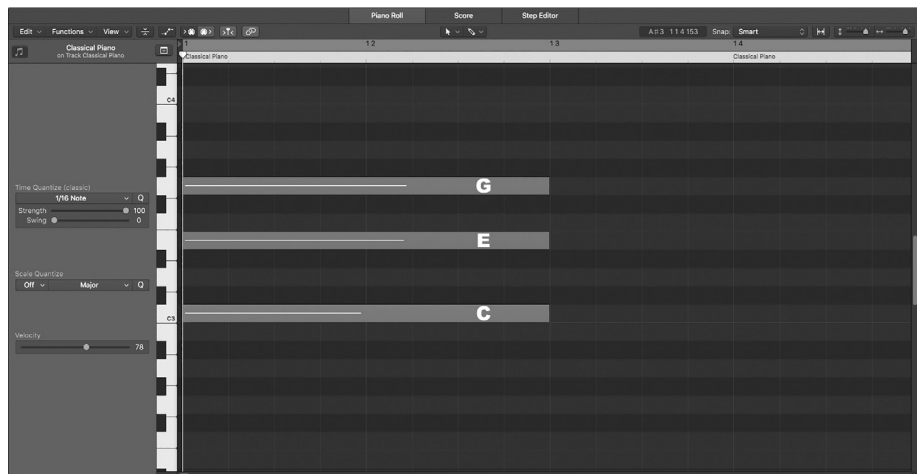 Piano Roll Score Step Editor
Edit Functions View A#3 1 1 4 153 Snap: Smart
Classical Piano
on Track Classical Piano
1 1 2 1 3 1 4
Classical Piano Classical Piano
C4
G
Time Quantize (classic)
1/16 Note Q
Strength 100
Swing 0
E
Scale Quantize
Off Major Q
C
C3
Velocity
78